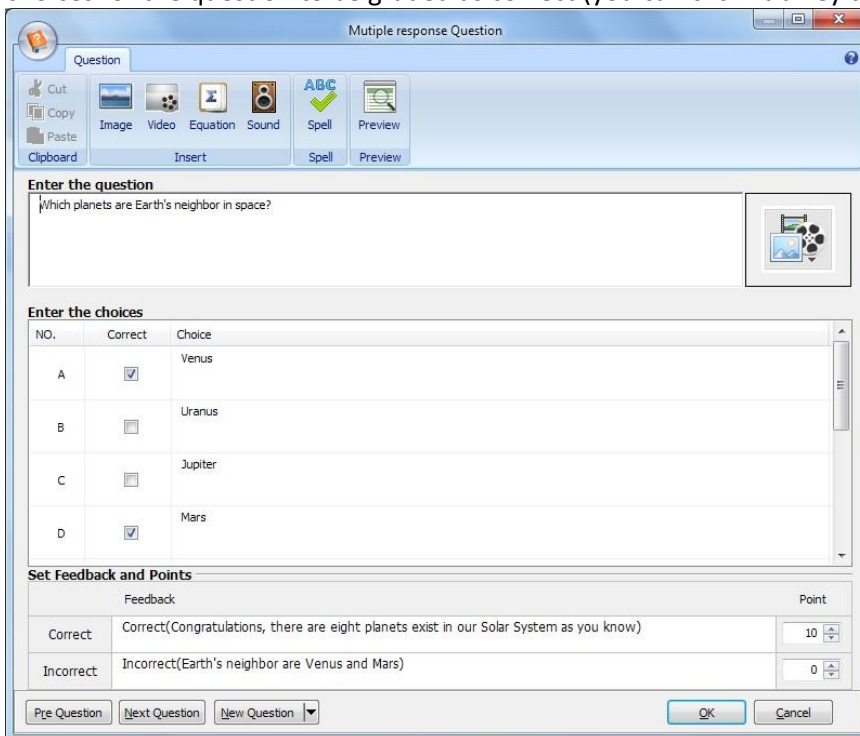 Mutiple response Question
Question
Cut
Copy
Paste
Clipboard
Image Video Equation Sound
Insert
ABC
Spell
Spell
Preview
Preview
Enter the question
Which planets are Earth's neighbor in space?
Enter the choices
NO. Correct Choice
A Venus
B Uranus
C Jupiter
D Mars
Set Feedback and Points
Feedback Point
Correct Correct(Congratulations, there are eight planets exist in our Solar System as you know) 10
Incorrect Incorrect(Earth's neighbor are Venus and Mars) 0
Pre Question Next Question New Question OK Cancel